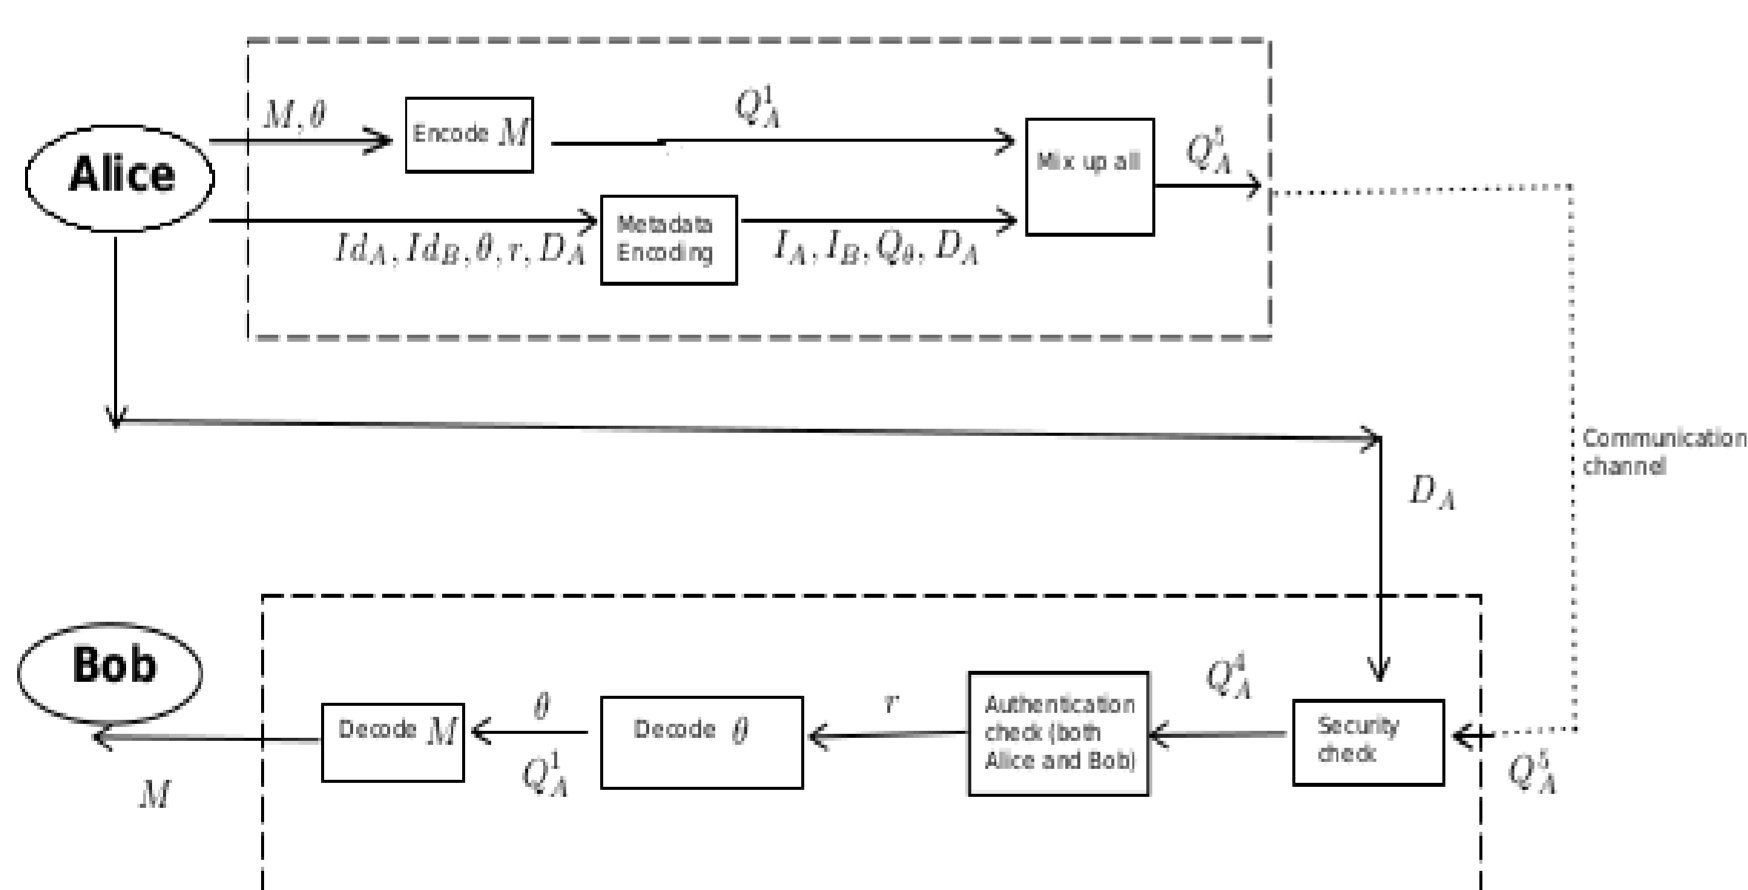 M, θ
Encode M
Q_A^1
Mix up all
Q_A^5
Alice
Id_A, Id_B, θ, r, D_A
Metadata
Encoding
I_A, I_B, Q_θ, D_A
Communication
channel
D_A
Bob
Decode M
θ
Q_A^1
Decode θ
r
Authentication
check (both
Alice and Bob)
Q_A^4
Security
check
Q_A^5
M